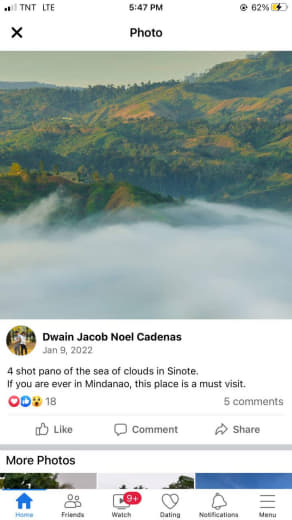 TNT LTE 5:47 PM 62%
Photo
Dwain Jacob Noel Cadenas
Jan 9, 2022
4 shot pano of the sea of clouds in Sinote.
If you are ever in Mindanao, this place is a must visit.
18 5 comments
Like Comment Share
More Photos
9+
Home Friends Watch Dating Notifications Menu